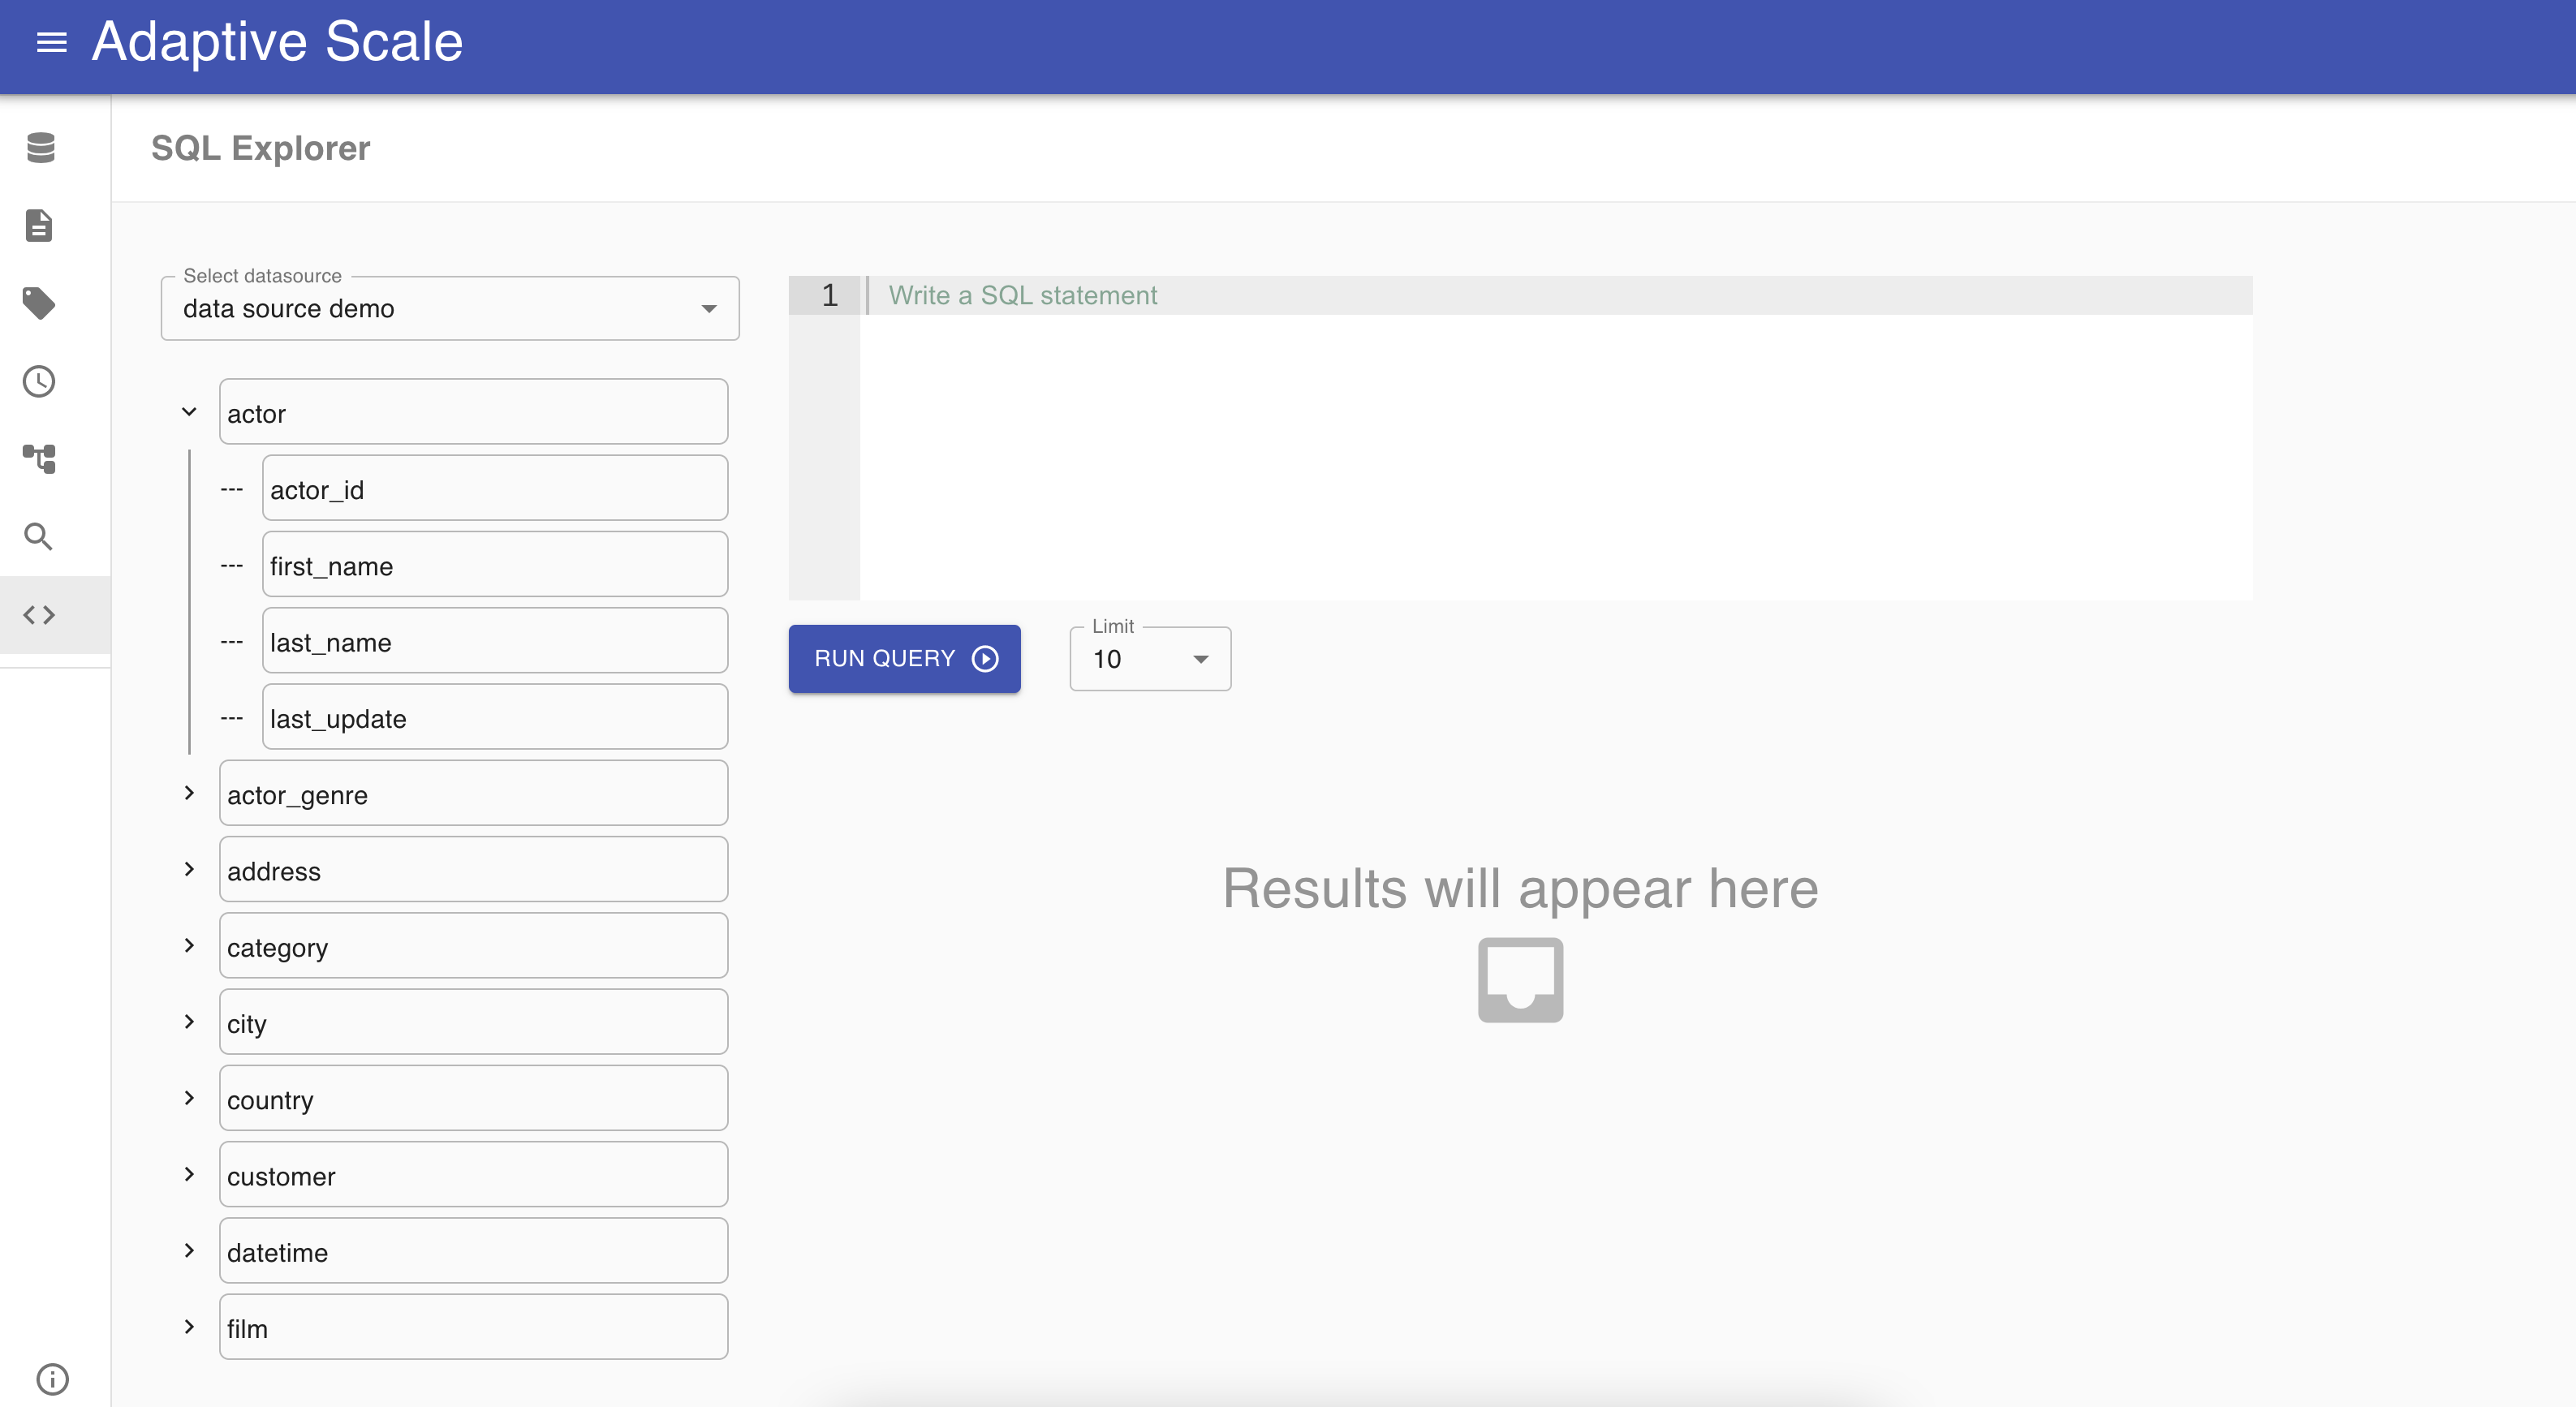 Adaptive Scale
SQL Explorer
Select datasource
data source demo
actor
--- actor_id
--- first_name
--- last_name
--- last_update
actor_genre
address
category
city
country
customer
datetime
film
1 Write a SQL statement
RUN QUERY
Limit
10
Results will appear here